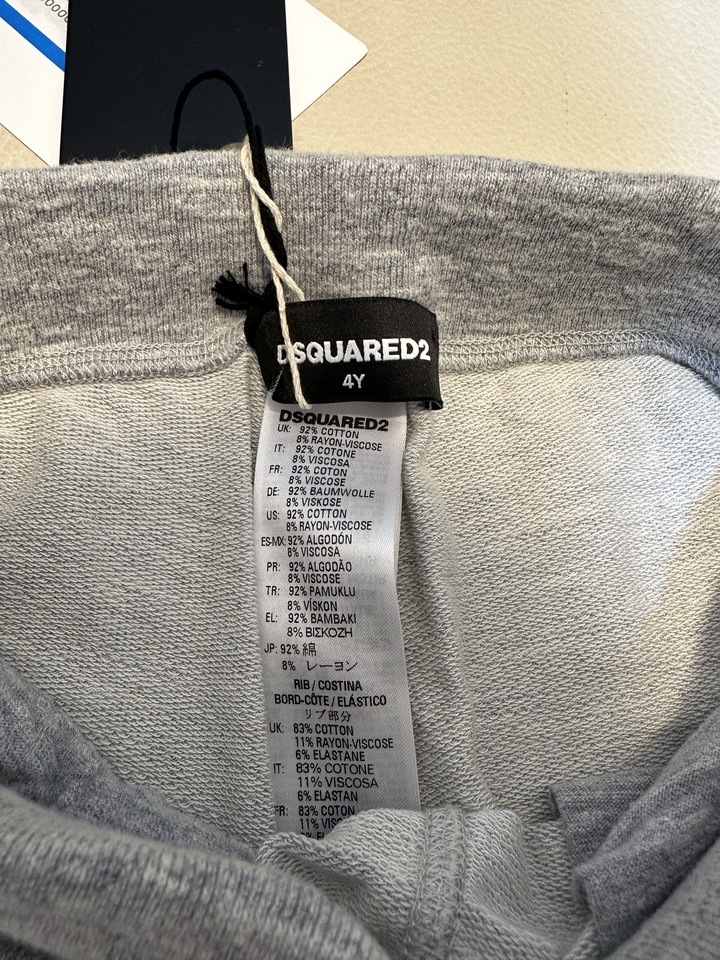 DSQUARED2
4Y
DSQUARED2
UK: 92% COTTON
8% RAYON-VISCOSE
IT: 92% COTONE
8% VISCOSA
FR: 92% COTON
8% VISCOSE
DE: 92% BAUMWOLLE
8% VISKOSE
US: 92% COTTON
8% RAYON-VISCOSE
ES-MX: 92% ALGODÓN
8% VISCOSA
PR: 92% ALGODÃO
8% VISCOSE
TR: 92% PAMUKLU
8% VİSKON
EL: 92% BAMBAKI
8% ΒΙΣΚΟΖΗ
JP: 92% 綿
8% レーヨン
RIB / COSTINA
BORD-CÔTE / ELÁSTICO
リブ部分
UK: 83% COTTON
11% RAYON-VISCOSE
6% ELASTANE
IT: 83% COTONE
11% VISCOSA
6% ELASTAN
FR: 83% COTON
11%